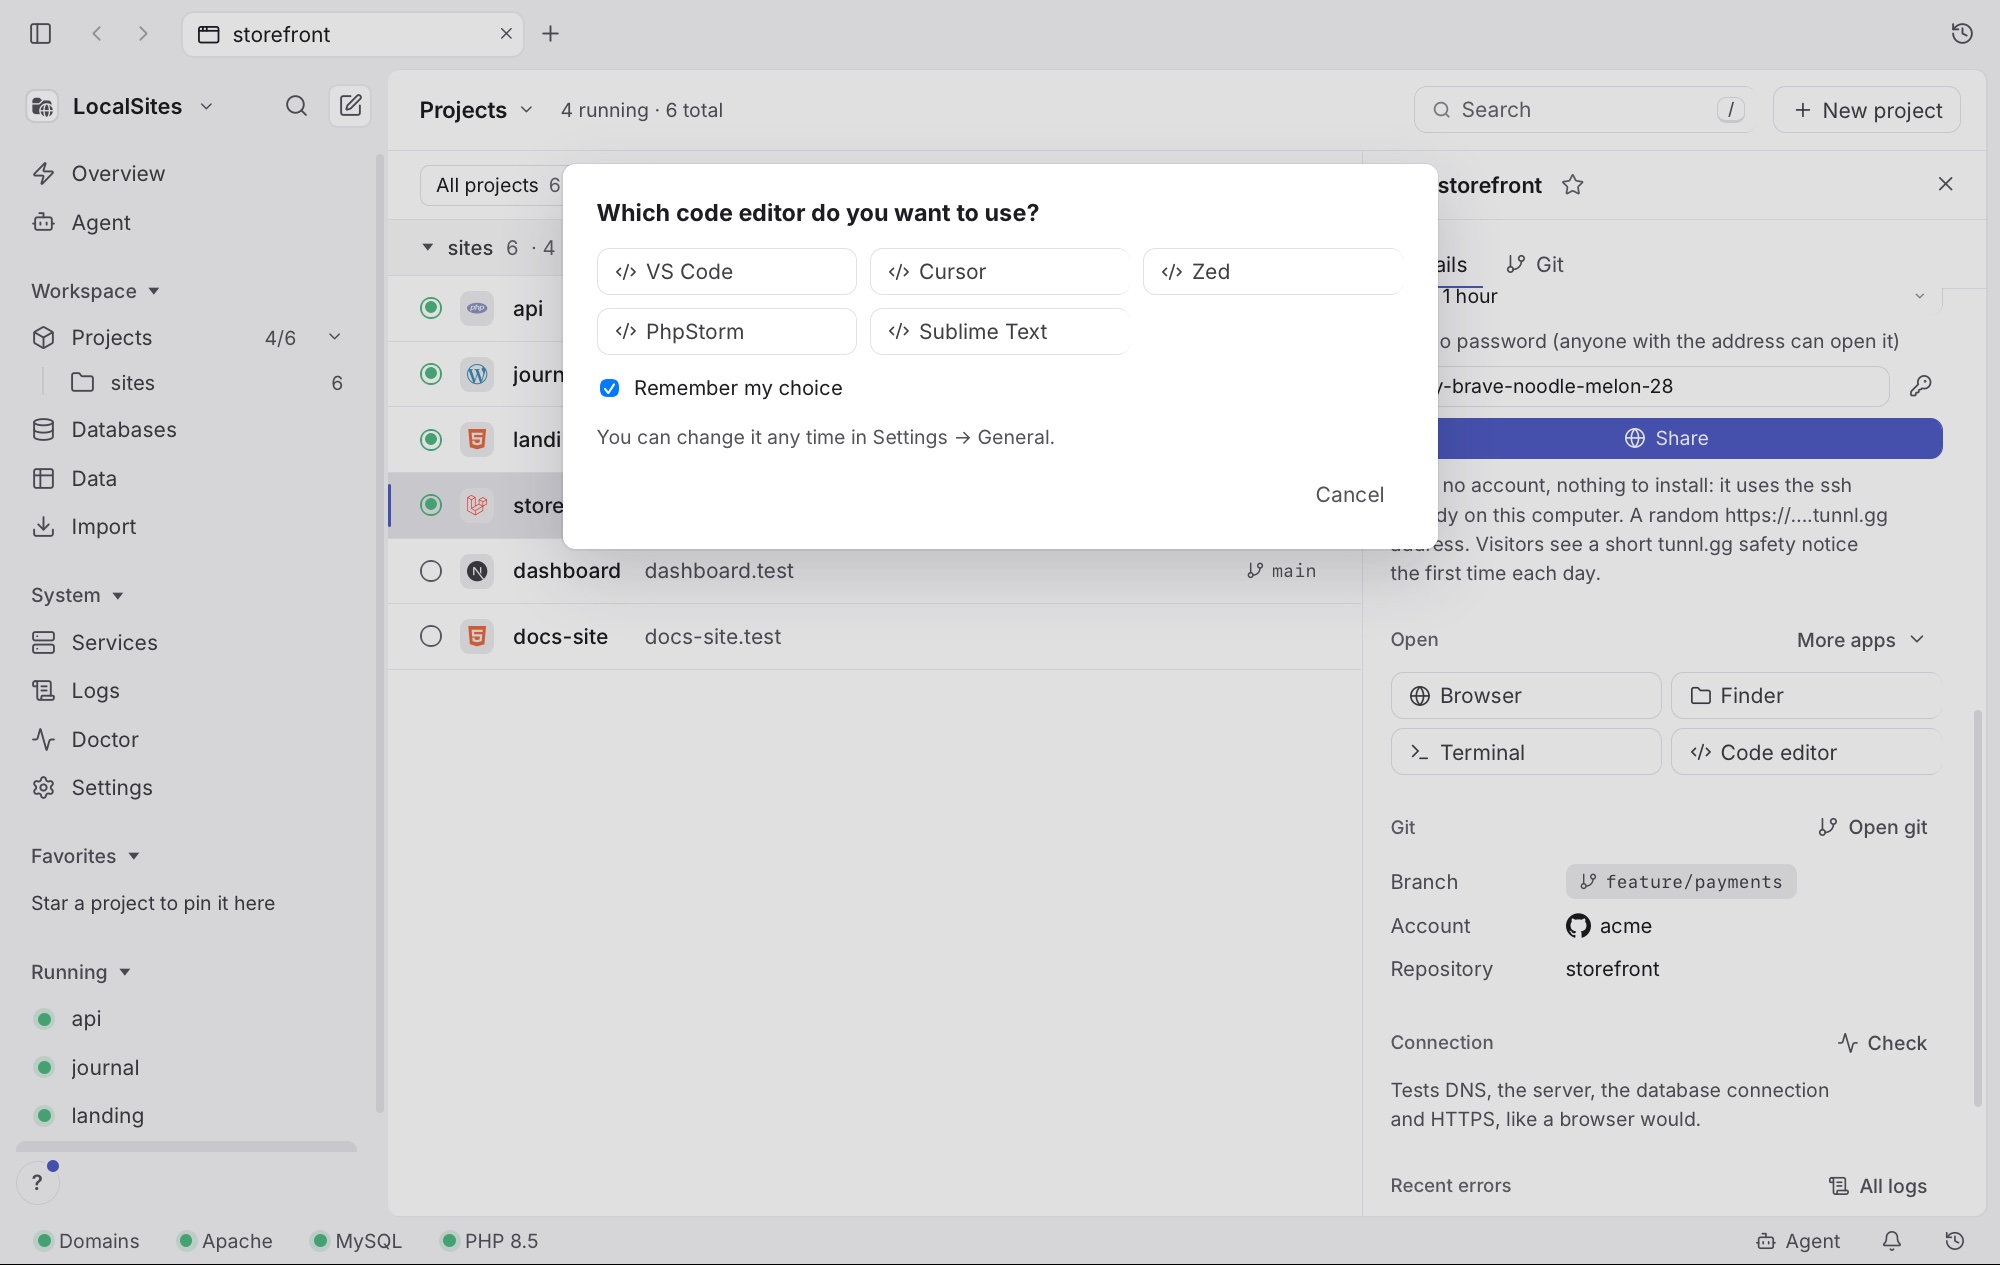 storefront
LocalSites
Overview
Agent
Workspace
Projects 4/6
sites 6
Databases
Data
Import
System
Services
Logs
Doctor
Settings
Favorites
Star a project to pin it here
Running
api
journal
landing
?
Projects 4 running · 6 total
Search /
New project
All projects 6
sites 6 · 4
api
journ
landi
store
dashboard dashboard.test main
docs-site docs-site.test
Which code editor do you want to use?
VS Code
Cursor
Zed
PhpStorm
Sublime Text
Remember my choice
You can change it any time in Settings → General.
Cancel
storefront
ails
Git
1 hour
o password (anyone with the address can open it)
y-brave-noodle-melon-28
Share
no account, nothing to install: it uses the ssh
dy on this computer. A random https://....tunnl.gg
address. Visitors see a short tunnl.gg safety notice
the first time each day.
Open More apps
Browser
Finder
Terminal
Code editor
Git Open git
Branch feature/payments
Account acme
Repository storefront
Connection Check
Tests DNS, the server, the database connection
and HTTPS, like a browser would.
Recent errors All logs
Domains Apache MySQL PHP 8.5 Agent